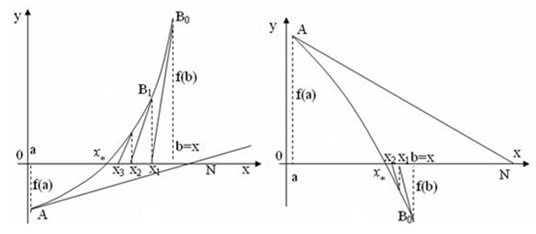 y
B₀
f(b)
B₁
0 a x* b=x
x₃ x₂ x₁ N x
f(a)
A
y
A
f(a)
0 x₂ x₁ b=x x
a x* N
f(b)
B₀